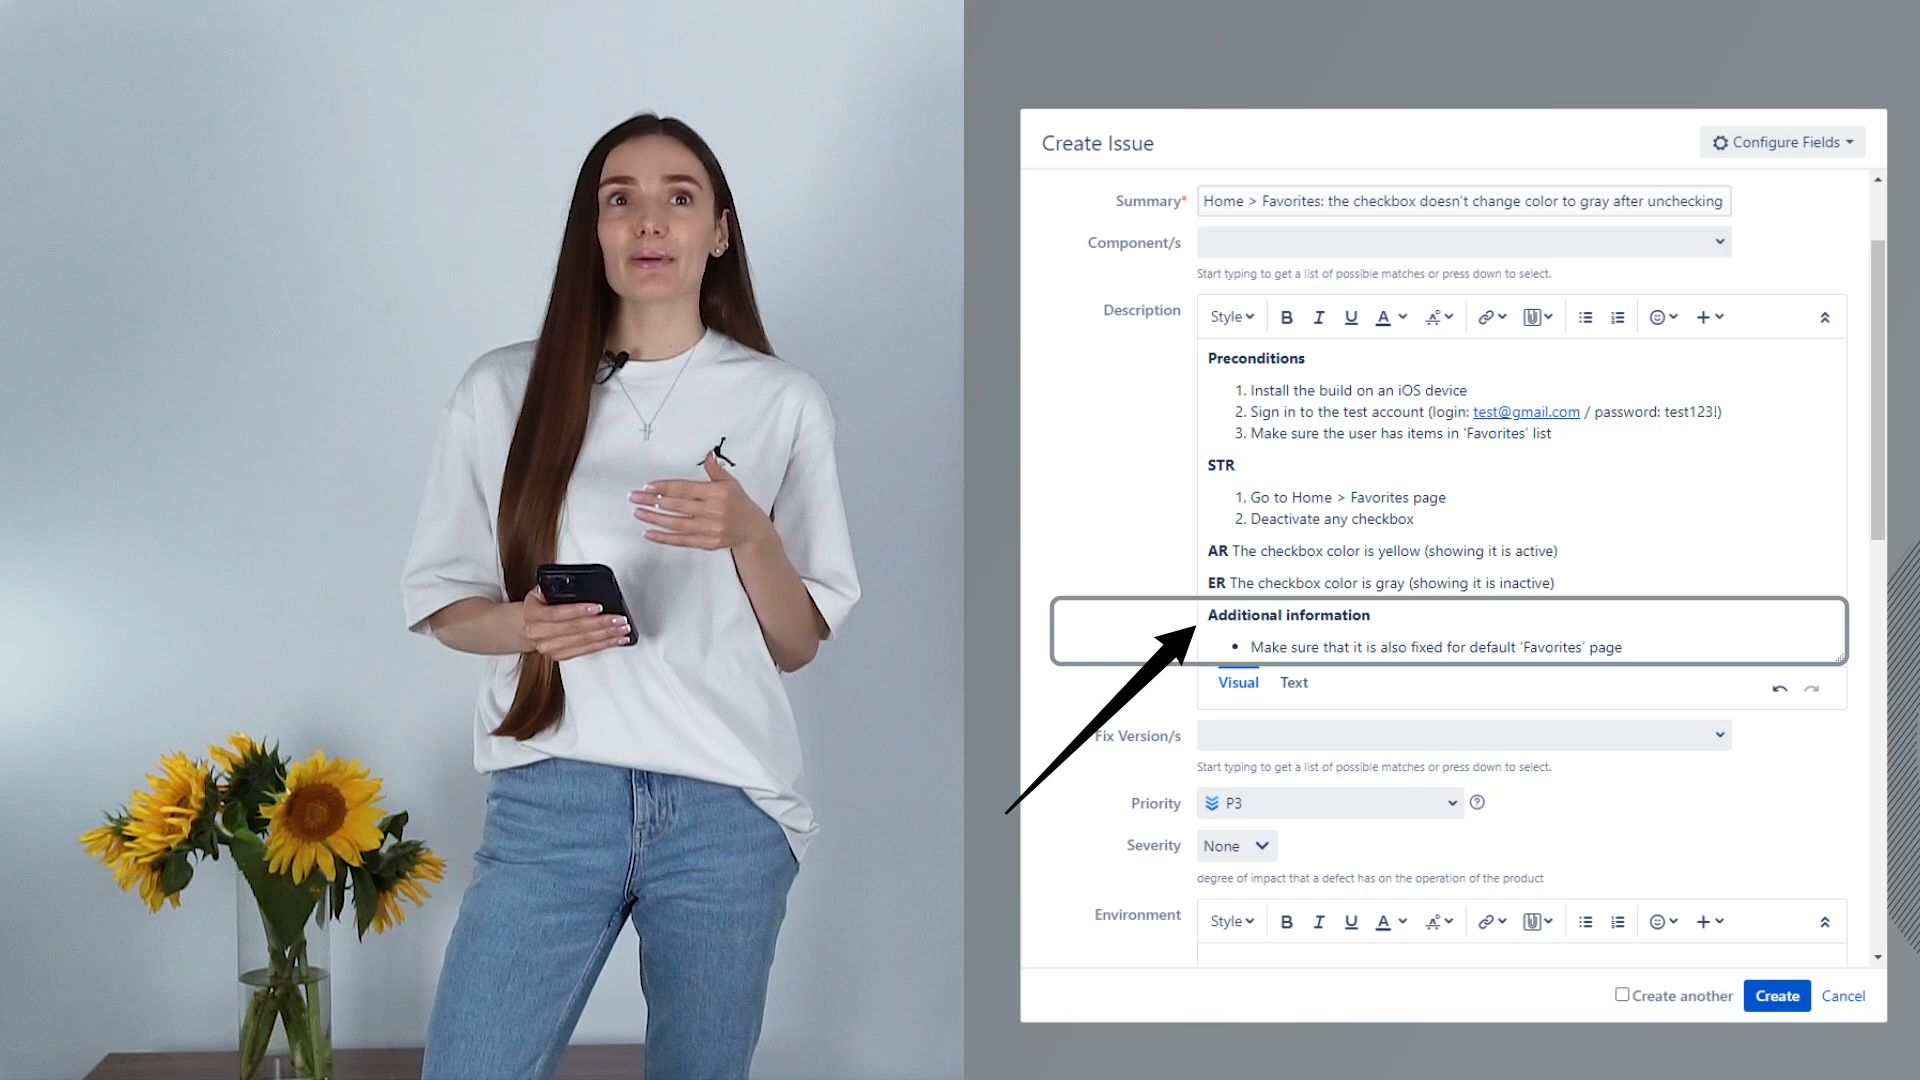 Create Issue
Configure Fields
Summary* Home > Favorites: the checkbox doesn't change color to gray after unchecking
Component/s
Start typing to get a list of possible matches or press down to select.
Description Style B I U A
Preconditions
1. Install the build on an iOS device
2. Sign in to the test account (login: test@gmail.com / password: test123!)
3. Make sure the user has items in ‘Favorites’ list
STR
1. Go to Home > Favorites page
2. Deactivate any checkbox
AR The checkbox color is yellow (showing it is active)
ER The checkbox color is gray (showing it is inactive)
Additional information
• Make sure that it is also fixed for default ‘Favorites’ page
Visual Text
Fix Version/s
Start typing to get a list of possible matches or press down to select.
Priority P3
Severity None
degree of impact that a defect has on the operation of the product
Environment Style B I U A
Create another Create Cancel